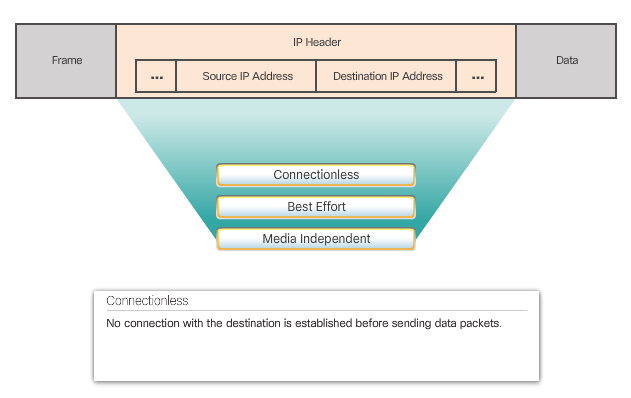 IP Header
Frame
... Source IP Address Destination IP Address ...
Data
Connectionless
Best Effort
Media Independent
Connectionless
No connection with the destination is established before sending data packets.